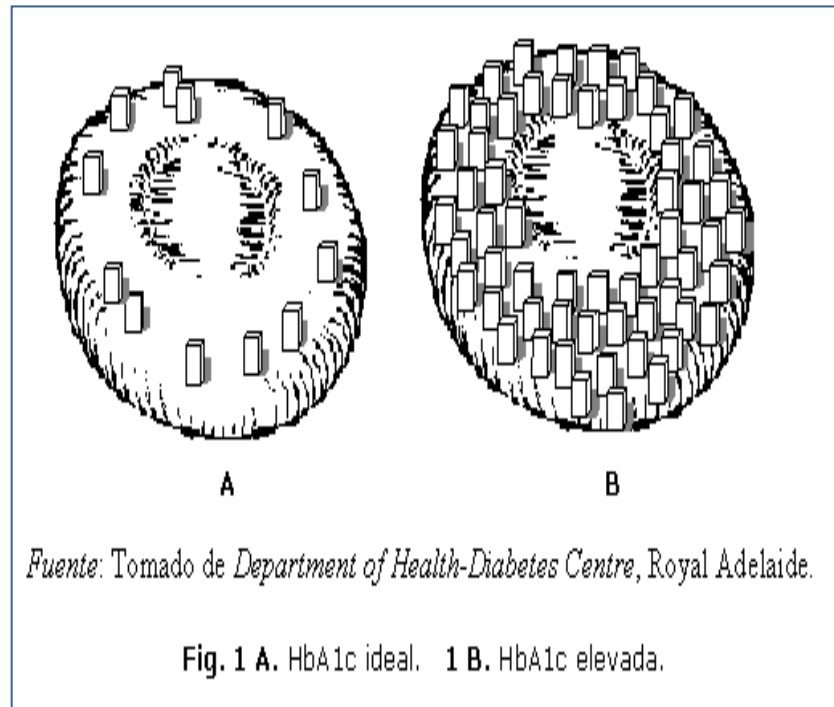 A B
Fuente: Tomado de Department of Health-Diabetes Centre, Royal Adelaide.
Fig. 1 A. HbA1c ideal. 1 B. HbA1c elevada.